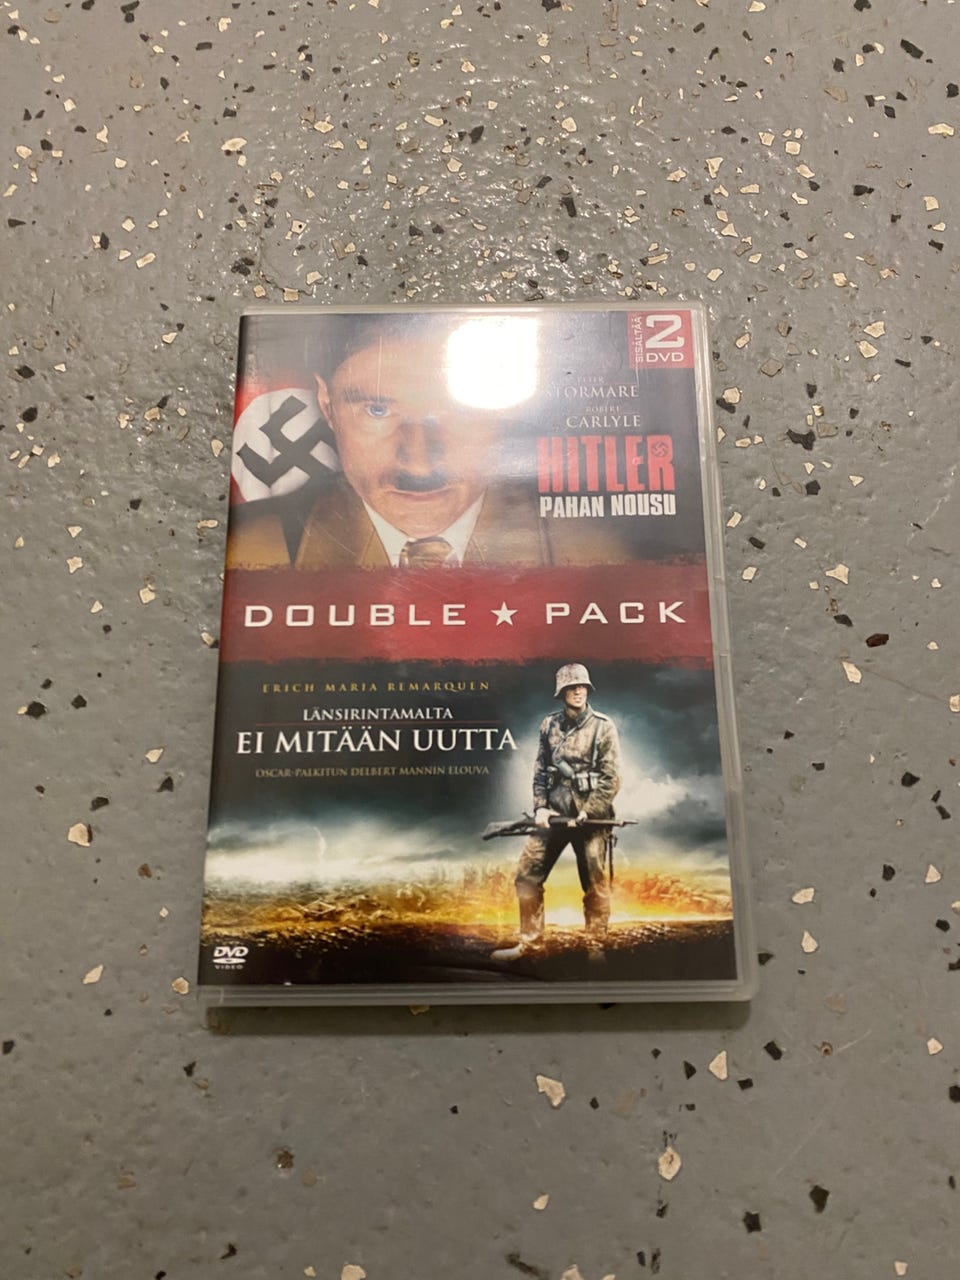 SISÄLTÄÄ
2
DVD
PETER
STORMARE
ROBERT
CARLYLE
HITLER
PAHAN NOUSU
DOUBLE ★ PACK
ERICH MARIA REMARQUEN
LÄNSIRINTAMALTA
EI MITÄÄN UUTTA
OSCAR-PALKITUN DELBERT MANNIN ELOUVA
DVD
VIDEO